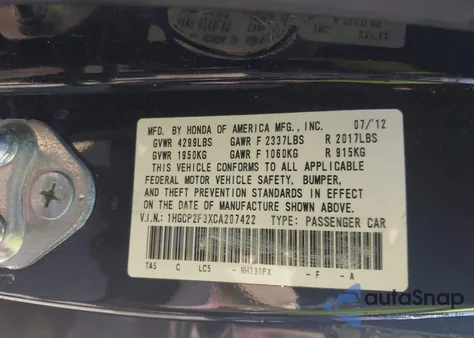 MFD. BY HONDA OF AMERICA MFG., INC. 07/'12
GVWR 4299LBS GAWR F 2337LBS R 2017LBS
GVWR 1950KG GAWR F 1060KG R 915KG
THIS VEHICLE CONFORMS TO ALL APPLICABLE
FEDERAL MOTOR VEHICLE SAFETY, BUMPER,
AND THEFT PREVENTION STANDARDS IN EFFECT
ON THE DATE OF MANUFACTURE SHOWN ABOVE.
V.I.N.: 1HGCP2F3XCA207422 TYPE: PASSENGER CAR
TA5 C LC5 - NH731PX - F - A
autoSnap